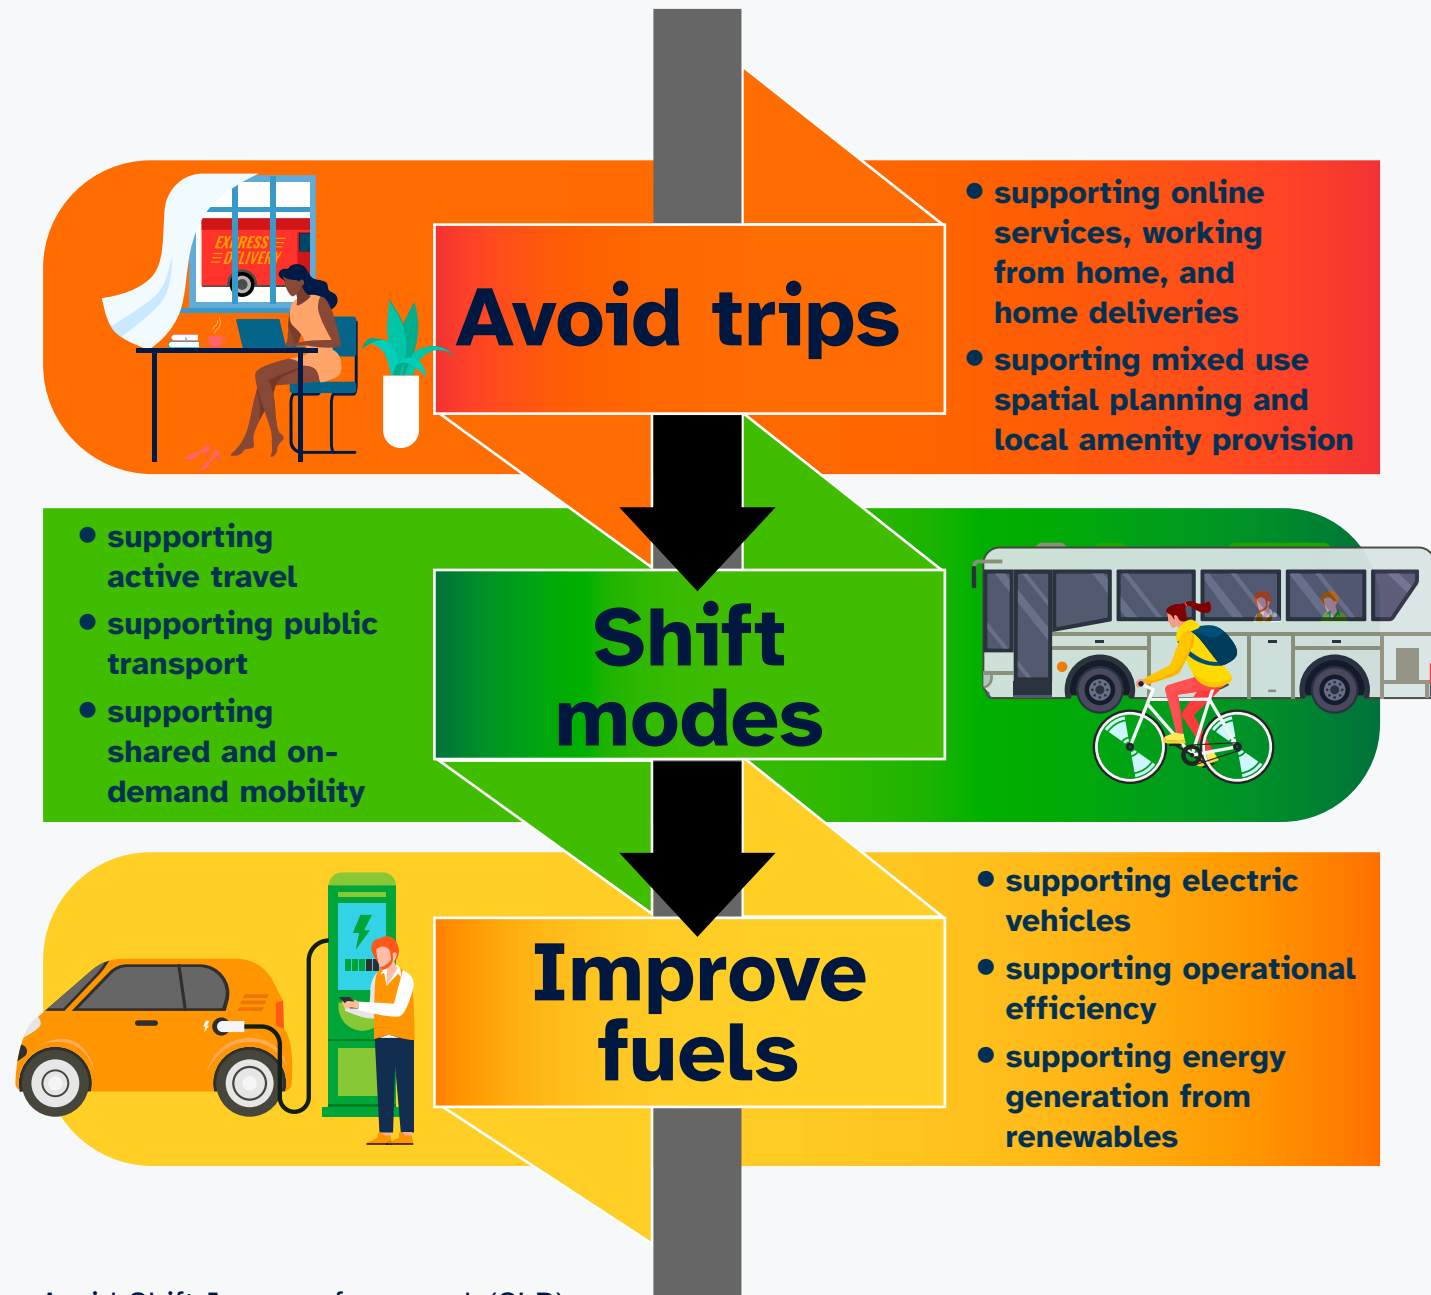 EXPRESS
DELIVERY
Avoid trips
● supporting online
services, working
from home, and
home deliveries
● suporting mixed use
spatial planning and
local amenity provision
● supporting
active travel
● supporting public
transport
● supporting
shared and on-
demand mobility
Shift
modes
Improve
fuels
● supporting electric
vehicles
● supporting operational
efficiency
● supporting energy
generation from
renewables